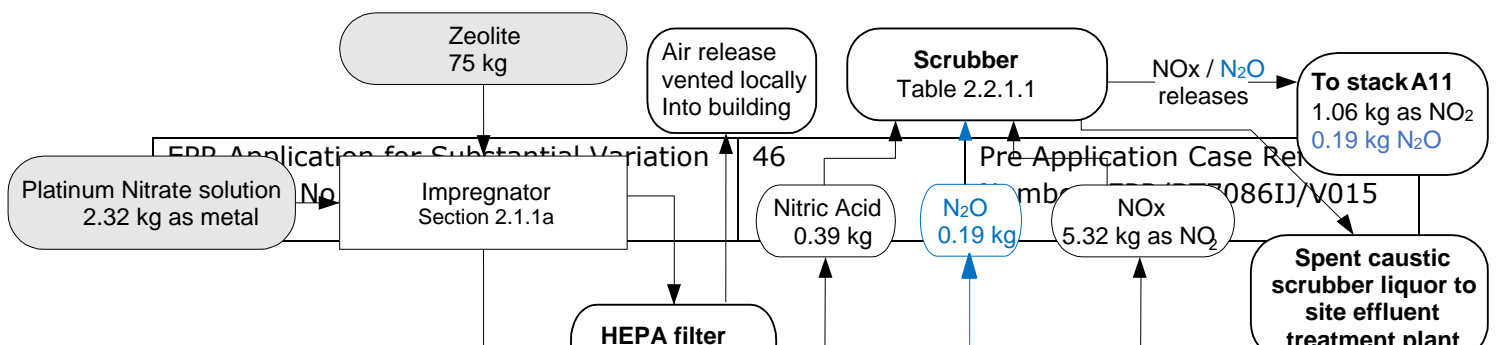 Zeolite
75 kg
Air release
vented locally
Into building
Scrubber
Table 2.2.1.1
NOx / N2O
releases
To stack A11
1.06 kg as NO2
0.19 kg N2O
EPR Application for Substantial Variation
46
Pre Application Case Ref
Platinum Nitrate solution
2.32 kg as metal
No
Impregnator
Section 2.1.1a
Nitric Acid
0.39 kg
N2O
0.19 kg
NOx
5.32 kg as NO2
086IJ/V015
Spent caustic
scrubber liquor to
site effluent
treatment plant
HEPA filter